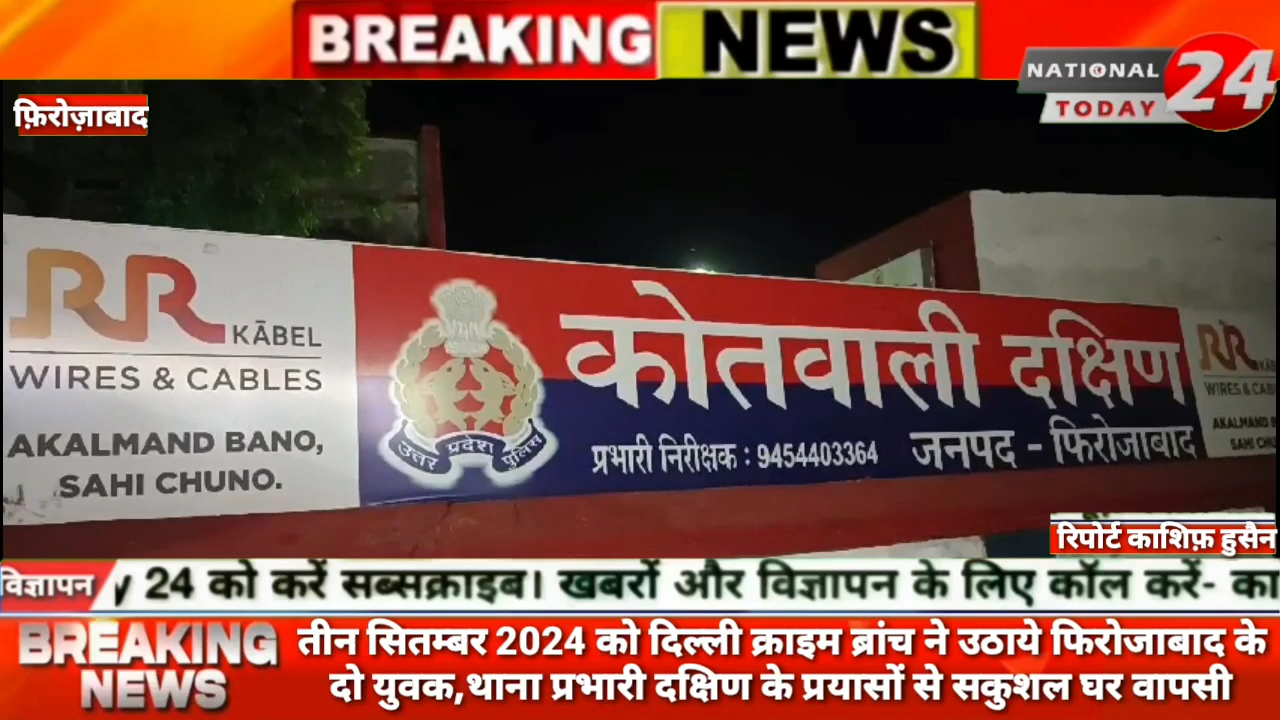 BREAKING NEWS
NATIONAL 24
TODAY
फ़िरोज़ाबाद
RR KĀBEL
WIRES & CABLES
AKALMAND BANO,
SAHI CHUNO.
उत्तर प्रदेश पुलिस
कोतवाली दक्षिण
प्रभारी निरीक्षक : 9454403364 जनपद - फिरोजाबाद
RR
WIRES &
SAHI
रिपोर्ट काशिफ़ हुसैन
विज्ञापन 24 को करें सब्सक्राइब। खबरों और विज्ञापन के लिए कॉल करें- का
BREAKING
NEWS
तीन सितम्बर 2024 को दिल्ली क्राइम ब्रांच ने उठाये फिरोजाबाद के
दो युवक,थाना प्रभारी दक्षिण के प्रयासों से सकुशल घर वापसी